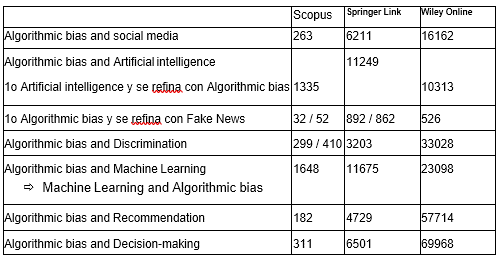 Scopus Springer Link Wiley Online
Algorithmic bias and social media 263 6211 16162
Algorithmic bias and Artificial intelligence 11249
1o Artificial intelligence y se refina con Algorithmic bias 1335 10313
1o Algorithmic bias y se refina con Fake News 32 / 52 892 / 862 526
Algorithmic bias and Discrimination 299 / 410 3203 33028
Algorithmic bias and Machine Learning 1648 11675 23098
⇨ Machine Learning and Algorithmic bias
Algorithmic bias and Recommendation 182 4729 57714
Algorithmic bias and Decision-making 311 6501 69968